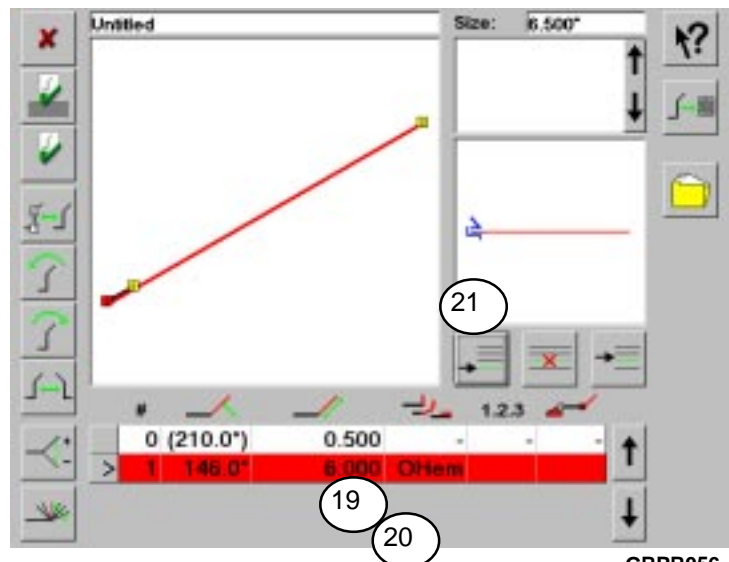 Untitled
Size: 6.500"
?
21
# 1.2.3
0 (210.0°) 0.500 - - -
> 1 146.0° 6.000 OHem
19
20